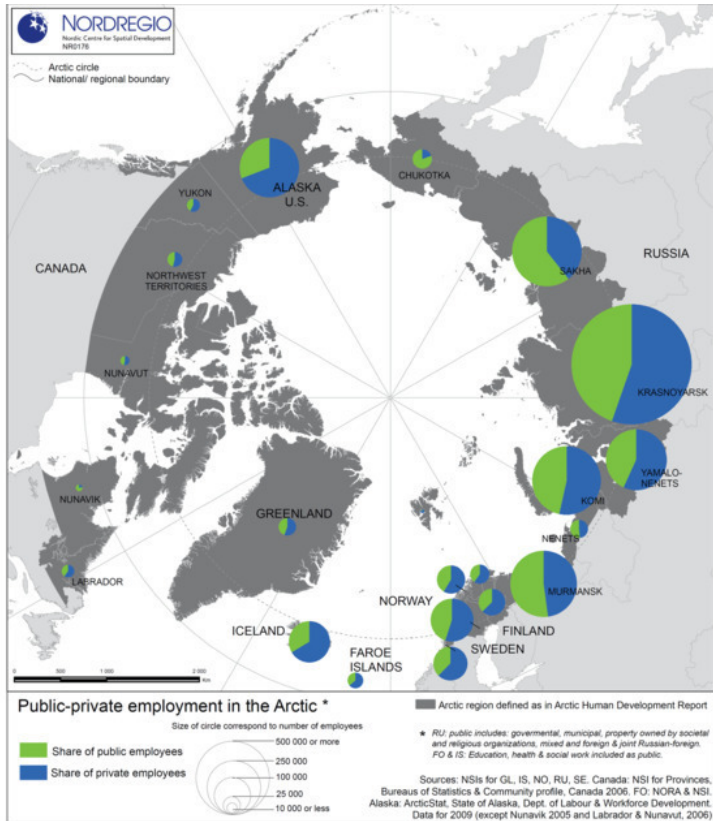 NORDREGIO
Nordic Centre for Spatial Development
NR0176
Arctic circle
National/ regional boundary
ALASKA
U.S.
CHUKOTKA
YUKON
CANADA
NORTHWEST
TERRITORIES
SAKHA
RUSSIA
NUNAVUT
KRASNOYARSK
NUNAVIK
GREENLAND
KOMI
YAMALO-
NENETS
NENETS
LABRADOR
MURMANSK
NORWAY
ICELAND
FINLAND
FAROE
ISLANDS
SWEDEN
0 500 1 000 2 000
Km
Public-private employment in the Arctic *
Size of circle correspond to number of employees
Share of public employees
Share of private employees
500 000 or more
250 000
100 000
25 000
10 000 or less
Arctic region defined as in Arctic Human Development Report
* RU: public includes: govermental, municipal, property owned by societal
and religious organizations, mixed and foreign & joint Russian-foreign.
FO & IS: Education, health & social work included as public.
Sources: NSIs for GL, IS, NO, RU, SE. Canada: NSI for Provinces,
Bureaus of Statistics & Community profile, Canada 2006. FO: NORA & NSI.
Alaska: ArcticStat, State of Alaska, Dept. of Labour & Workforce Development.
Data for 2009 (except Nunavik 2005 and Labrador & Nunavut, 2006)